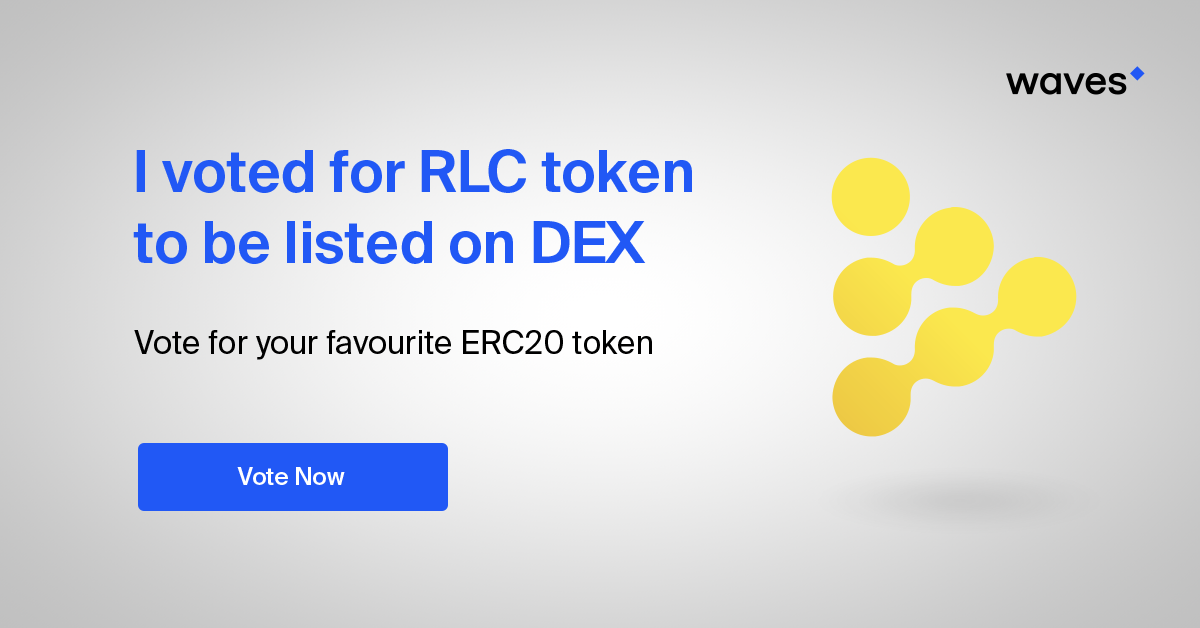 waves
I voted for RLC token
to be listed on DEX
Vote for your favourite ERC20 token
Vote Now